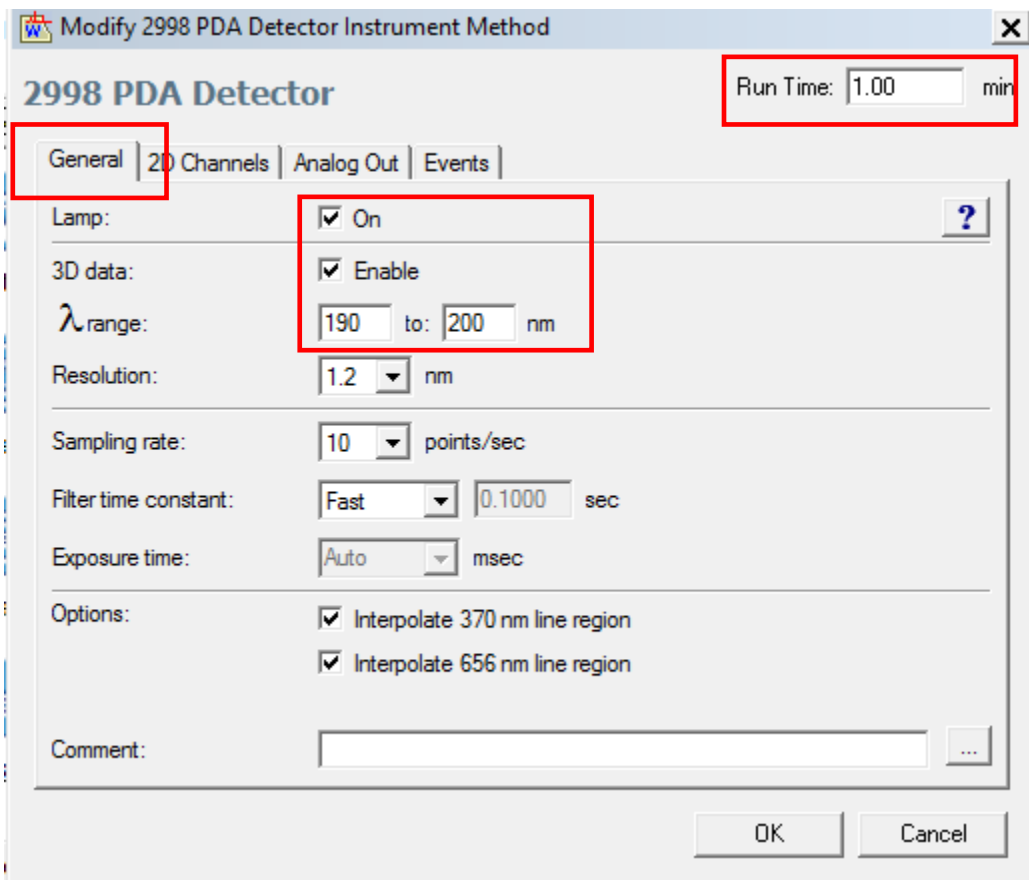 Modify 2998 PDA Detector Instrument Method
2998 PDA Detector
Run Time: 1.00 min
General 2D Channels Analog Out Events
Lamp: On ?
3D data: Enable
λ range: 190 to: 200 nm
Resolution: 1.2 nm
Sampling rate: 10 points/sec
Filter time constant: Fast 0.1000 sec
Exposure time: Auto msec
Options: Interpolate 370 nm line region
Interpolate 656 nm line region
Comment: ...
OK Cancel